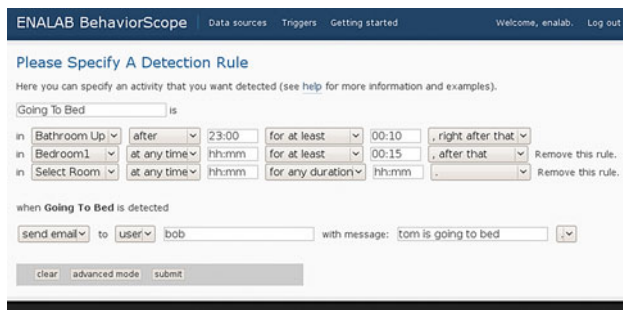 ENALAB BehaviorScope Data sources Triggers Getting started Welcome, enalab. Log out
Please Specify A Detection Rule
Here you can specify an activity that you want detected (see help for more information and examples).
Going To Bed is
in Bathroom Up after 23:00 for at least 00:10 , right after that
in Bedroom1 at any time hh:mm for at least 00:15 , after that Remove this rule.
in Select Room at any time hh:mm for any duration hh:mm . Remove this rule.
when Going To Bed is detected
send email to user bob with message: tom is going to bed .
clear advanced mode submit